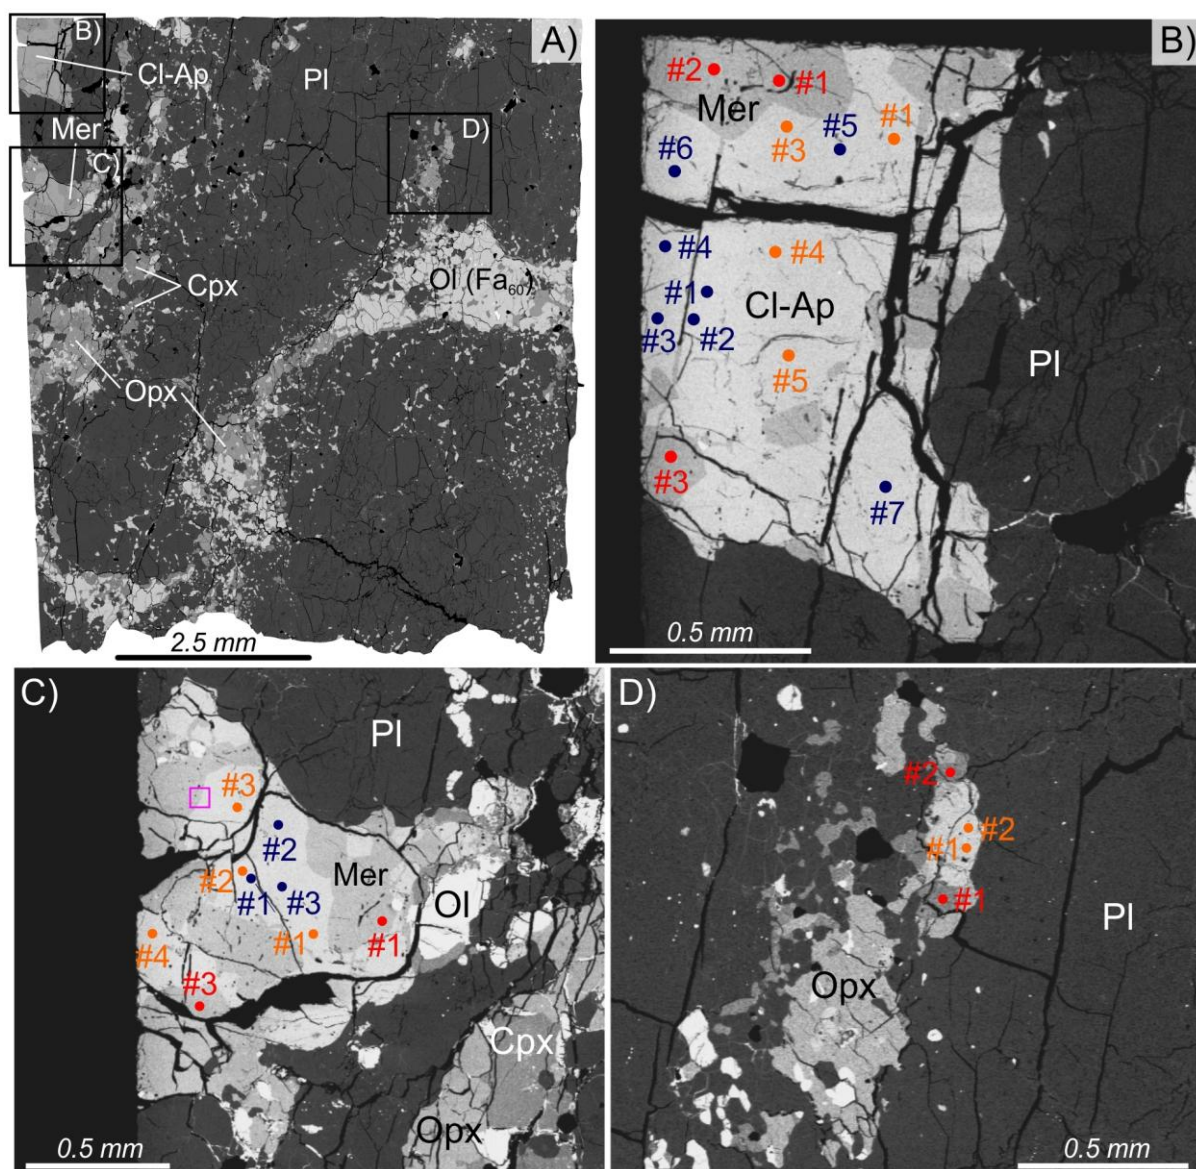 A)
B)
Cl-Ap
Pl
Mer
C)
D)
Cpx
Ol (Fa60)
Opx
2.5 mm
B)
#2
#1
Mer
#1
#3
#5
#6
#4
#4
#1
Cl-Ap
#3
#2
#5
Pl
#3
#7
0.5 mm
C)
Pl
#3
#2
#2
Mer
#1
#3
Ol
#4
#1
#1
#3
Cpx
Opx
0.5 mm
D)
#2
#2
#1
#1
Pl
Opx
0.5 mm